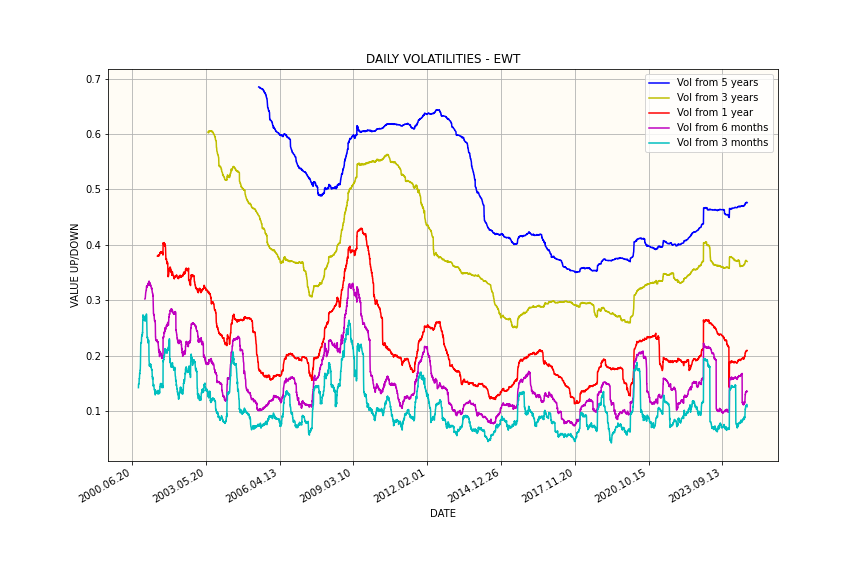 DAILY VOLATILITIES - EWT
0.7
0.6
0.5
0.4
0.3
0.2
0.1
VALUE UP/DOWN
Vol from 5 years
Vol from 3 years
Vol from 1 year
Vol from 6 months
Vol from 3 months
2000.06.20
2003.05.20
2006.04.13
2009.03.10
2012.02.01
2014.12.26
2017.11.20
2020.10.15
2023.09.13
DATE